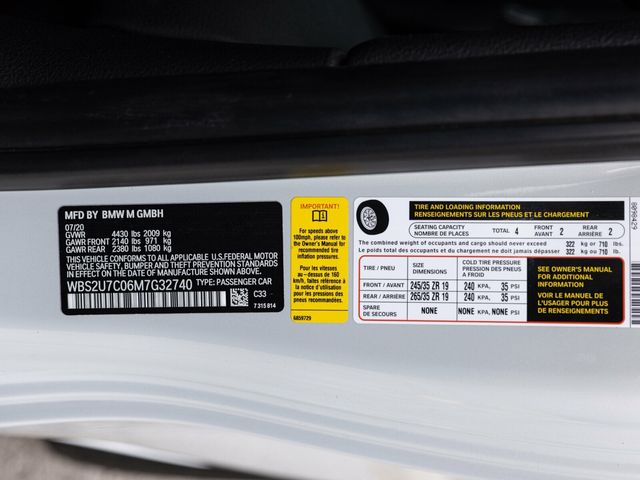 MFD BY BMW M GMBH
07/20
GVWR 4430 lbs 2009 kg
GAWR FRONT 2140 lbs 971 kg
GAWR REAR 2380 lbs 1080 kg
THIS VEHICLE CONFORMS TO ALL APPLICABLE U.S. FEDERAL MOTOR
VEHICLE SAFETY, BUMPER AND THEFT PREVENTION STANDARDS
IN EFFECT ON THE DATE OF MANUFACTURE SHOWN ABOVE.
WBS2U7C06M7G32740 TYPE: PASSENGER CAR
C33
7 315 814
IMPORTANT!
For speeds above
100mph, please refer to
the Owner's Manual for
recommended tire
inflation pressures.
Pour les vitesses
au - dessus de 160
km/h, faites référence à
la notice d'utilisation
pour les pressions de
pneus recommandées.
6859729
TIRE AND LOADING INFORMATION
RENSEIGNEMENTS SUR LES PNEUS ET LE CHARGEMENT
SEATING CAPACITY TOTAL 4 FRONT 2 REAR 2
NOMBRE DE PLACES AVANT ARRIÈRE
The combined weight of occupants and cargo should never exceed 322 kg or 710 lb.
Le poids total des occupants et du chargement ne doit jamais dépasser 322 kg ou 710 lb.
TIRE / PNEU SIZE DIMENSIONS COLD TIRE PRESSURE PRESSION DES PNEUS A FROID
FRONT / AVANT 245/35 ZR 19 240 KPA, 35 PSI
REAR / ARRIÈRE 265/35 ZR 19 240 KPA, 35 PSI
SPARE DE SECOURS NONE NONE KPA, NONE PSI
SEE OWNER'S MANUAL
FOR ADDITIONAL
INFORMATION
VOIR LE MANUEL DE
L'USAGER POUR PLUS
DE RENSEIGNEMENTS
8098429